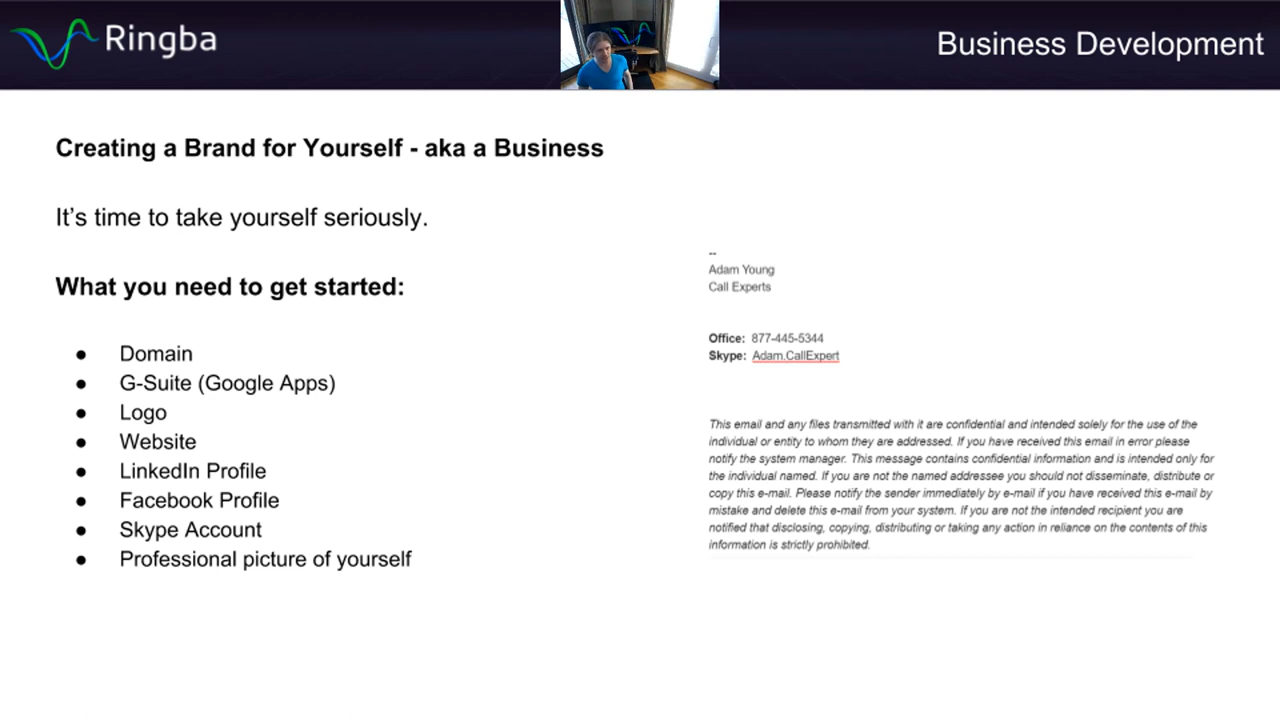 Ringba
Business Development
Creating a Brand for Yourself - aka a Business
It’s time to take yourself seriously.
What you need to get started:
● Domain
● G-Suite (Google Apps)
● Logo
● Website
● LinkedIn Profile
● Facebook Profile
● Skype Account
● Professional picture of yourself
--
Adam Young
Call Experts
Office: 877-445-5344
Skype: Adam.CallExpert
This email and any files transmitted with it are confidential and intended solely for the use of the
individual or entity to whom they are addressed. If you have received this email in error please
notify the system manager. This message contains confidential information and is intended only for
the individual named. If you are not the named addressee you should not disseminate, distribute or
copy this e-mail. Please notify the sender immediately by e-mail if you have received this e-mail by
mistake and delete this e-mail from your system. If you are not the intended recipient you are
notified that disclosing, copying, distributing or taking any action in reliance on the contents of this
information is strictly prohibited.